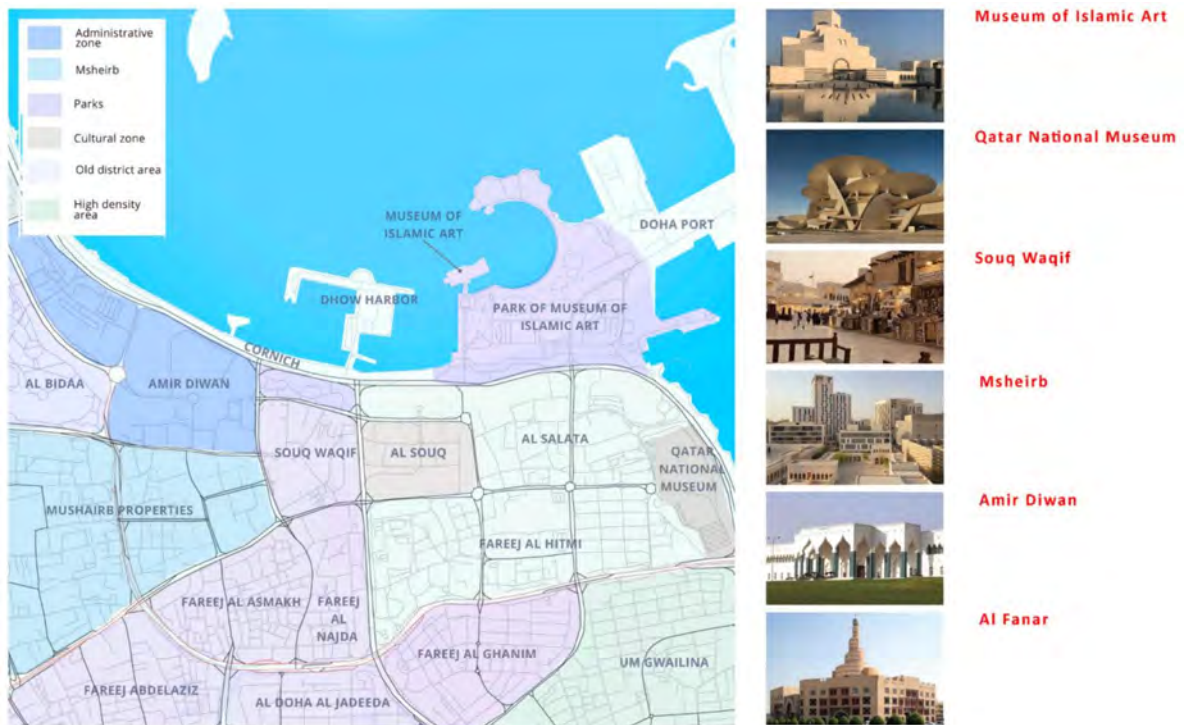 Administrative
zone
Msheirb
Parks
Cultural zone
Old district area
High density
area
MUSEUM OF
ISLAMIC ART
DOHA PORT
DHOW HARBOR
PARK OF MUSEUM OF
ISLAMIC ART
CORNICH
AL BIDAA
AMIR DIWAN
SOUQ WAQIF
AL SOUQ
AL SALATA
QATAR
NATIONAL
MUSEUM
MUSHAIRB PROPERTIES
FAREEJ AL HITMI
FAREEJ AL ASMAKH
FAREEJ
AL
NAJDA
FAREEJ AL GHANIM
UM GWAILINA
FAREEJ ABDELAZIZ
AL DOHA AL JADEEDA
Museum of Islamic Art
Qatar National Museum
Souq Waqif
Msheirb
Amir Diwan
Al Fanar